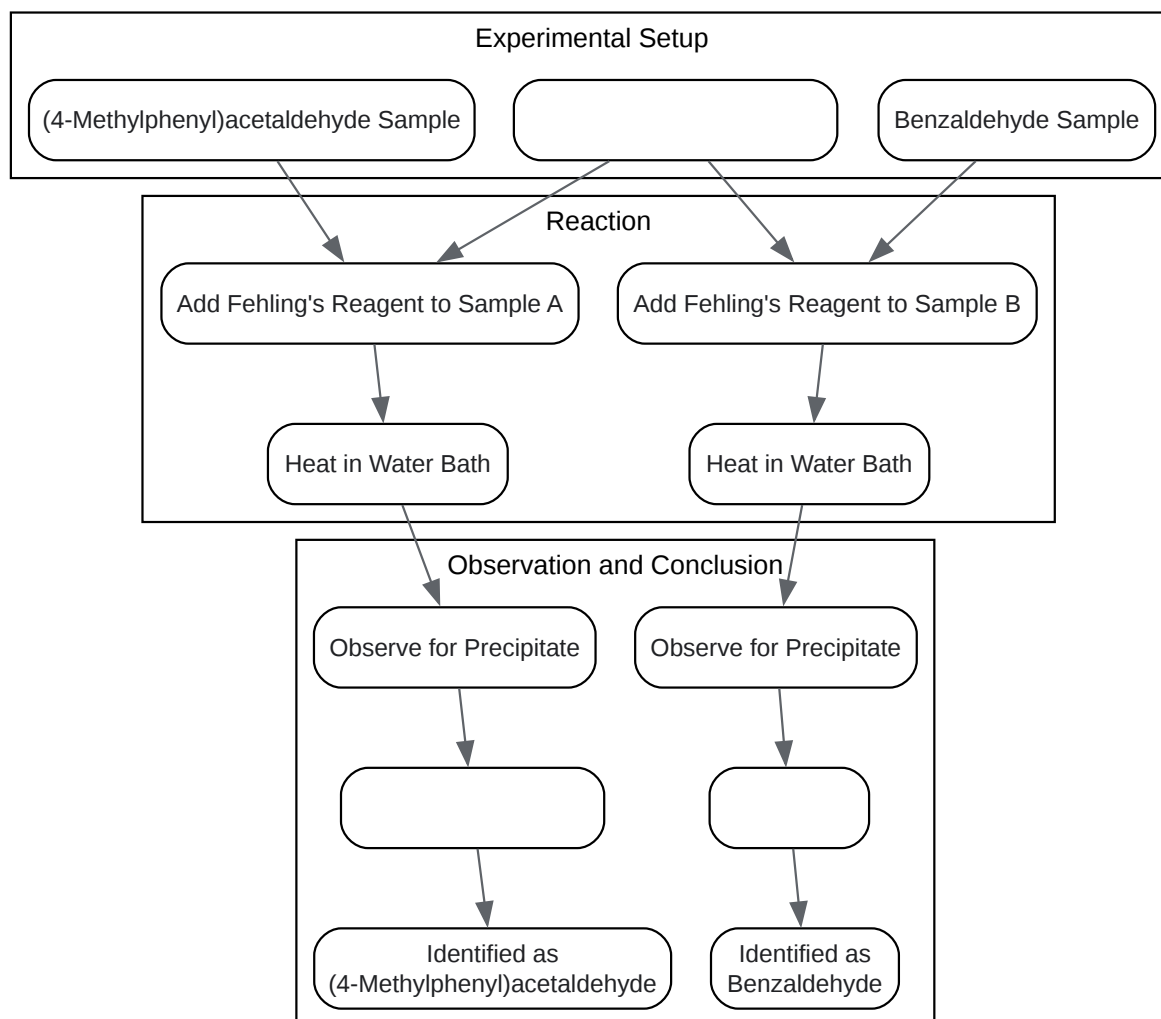 Experimental Setup
(4-Methylphenyl)acetaldehyde Sample
Benzaldehyde Sample
Reaction
Add Fehling's Reagent to Sample A
Add Fehling's Reagent to Sample B
Heat in Water Bath
Heat in Water Bath
Observation and Conclusion
Observe for Precipitate
Observe for Precipitate
Identified as
(4-Methylphenyl)acetaldehyde
Identified as
Benzaldehyde